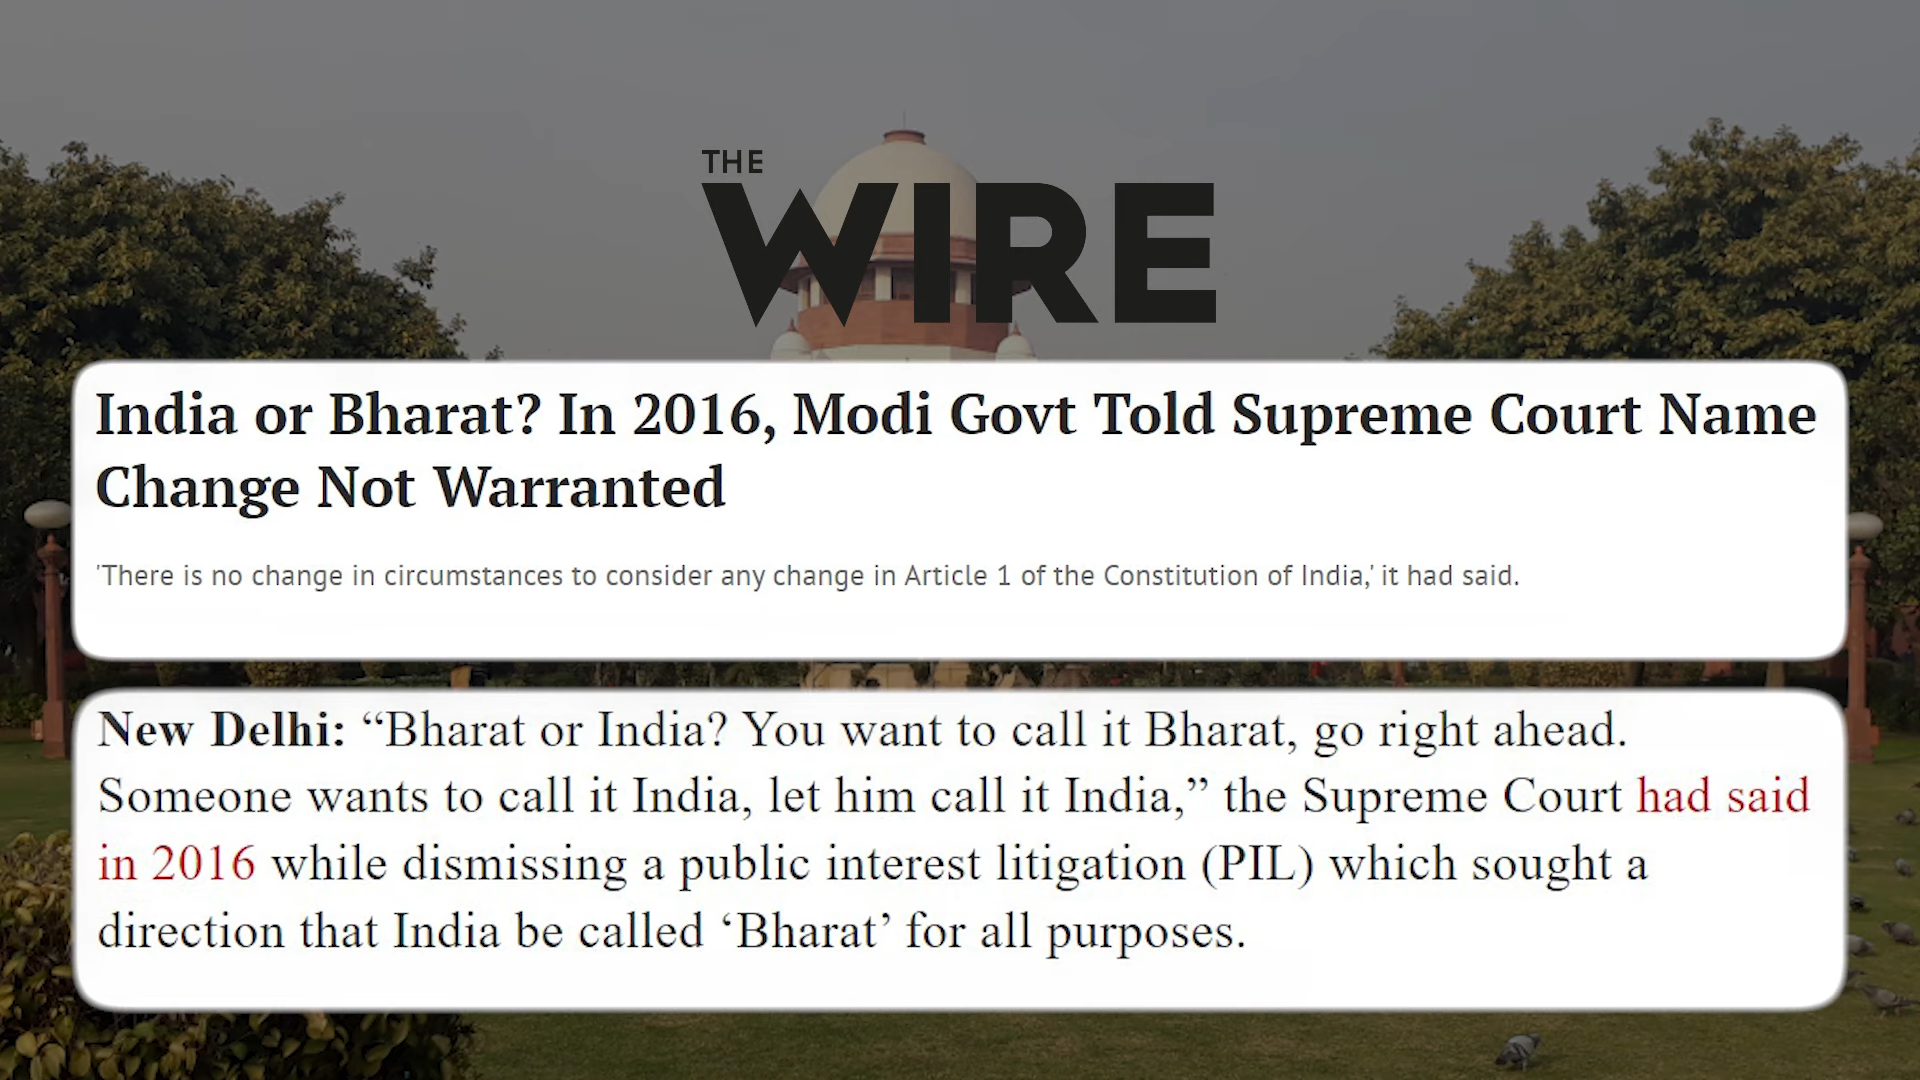 THE
WIRE
India or Bharat? In 2016, Modi Govt Told Supreme Court Name
Change Not Warranted
'There is no change in circumstances to consider any change in Article 1 of the Constitution of India,' it had said.
New Delhi: “Bharat or India? You want to call it Bharat, go right ahead.
Someone wants to call it India, let him call it India,” the Supreme Court had said
in 2016 while dismissing a public interest litigation (PIL) which sought a
direction that India be called ‘Bharat’ for all purposes.